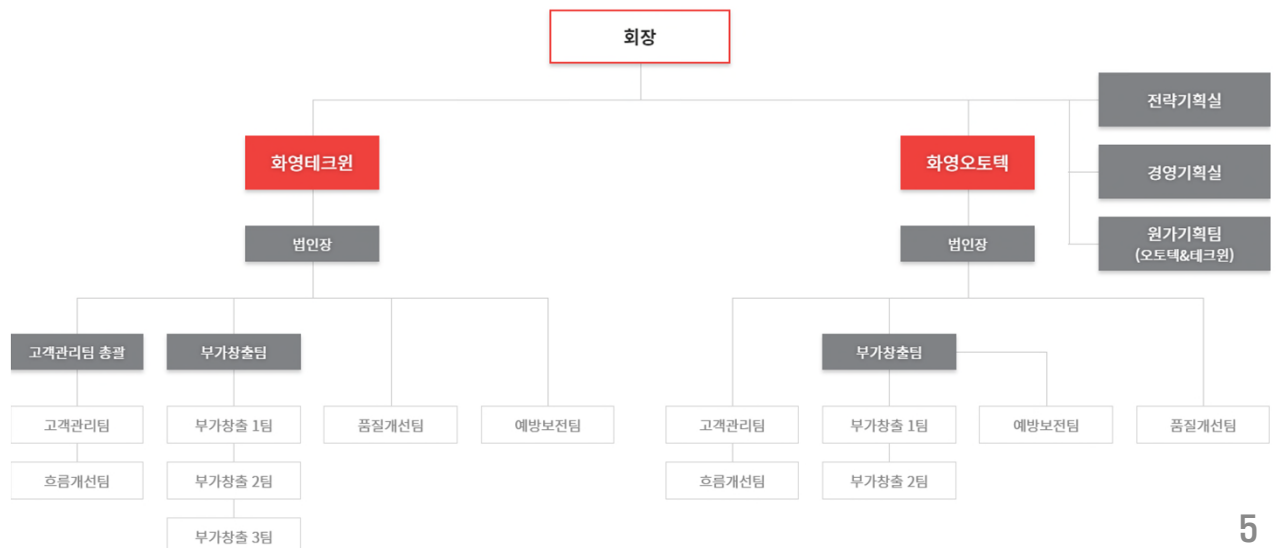 회장
전략기획실
화영테크윈
화영오토텍
경영기획실
법인장
법인장
원가기획팀
(오토텍&테크윈)
고객관리팀 총괄
부가창출팀
부가창출팀
고객관리팀
부가창출 1팀
품질개선팀
예방보전팀
고객관리팀
부가창출 1팀
예방보전팀
품질개선팀
흐름개선팀
부가창출 2팀
흐름개선팀
부가창출 2팀
부가창출 3팀
5